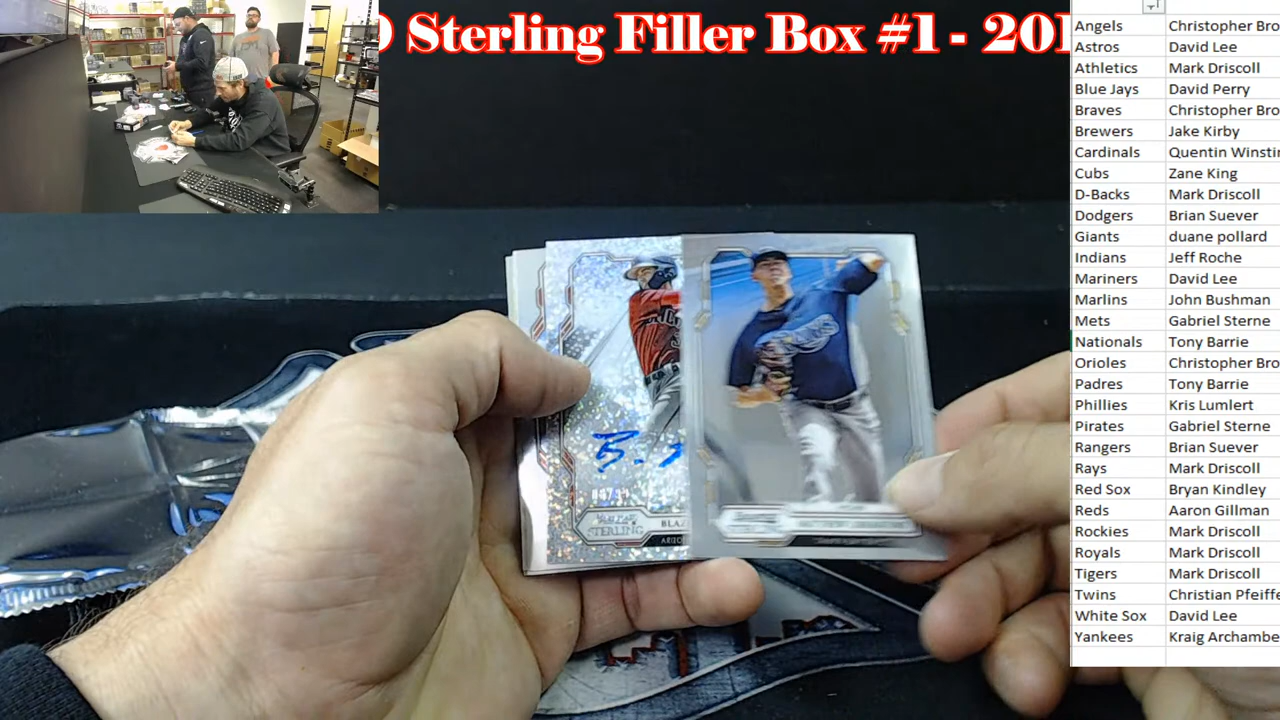 O Sterling Filler Box #1 - 201
Angels Christopher Bro
Astros David Lee
Athletics Mark Driscoll
Blue Jays David Perry
Braves Christopher Bro
Brewers Jake Kirby
Cardinals Quentin Winstin
Cubs Zane King
D-Backs Mark Driscoll
Dodgers Brian Suever
Giants duane pollard
Indians Jeff Roche
Mariners David Lee
Marlins John Bushman
Mets Gabriel Sterne
Nationals Tony Barrie
Orioles Christopher Bro
Padres Tony Barrie
Phillies Kris Lumlert
Pirates Gabriel Sterne
Rangers Brian Suever
Rays Mark Driscoll
Red Sox Bryan Kindley
Reds Aaron Gillman
Rockies Mark Driscoll
Royals Mark Driscoll
Tigers Mark Driscoll
Twins Christian Pfeiffe
White Sox David Lee
Yankees Kraig Archambe
STERLING
BLAZ